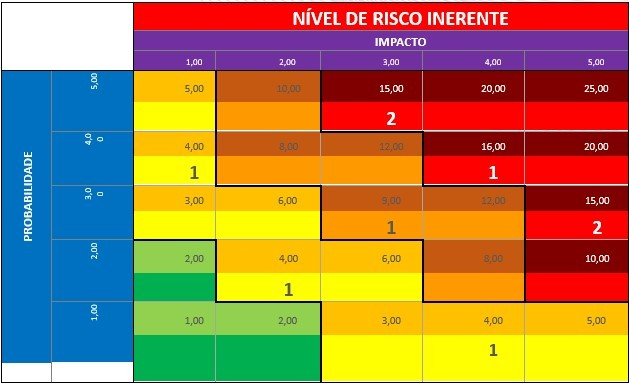 NÍVEL DE RISCO INERENTE
IMPACTO
1,00 2,00 3,00 4,00 5,00
PROBABILIDADE
5,00 5,00 10,00 15,00 20,00 25,00
2
4,00 4,00 8,00 12,00 16,00 20,00
1 1
3,00 3,00 6,00 9,00 12,00 15,00
1 2
2,00 2,00 4,00 6,00 8,00 10,00
1
1,00 1,00 2,00 3,00 4,00 5,00
1